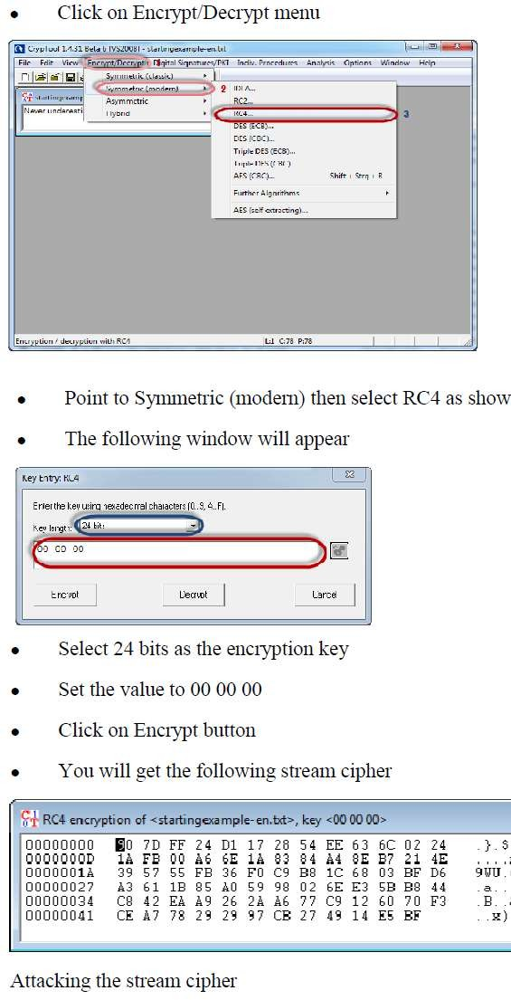 • Click on Encrypt/Decrypt menu
CrypTool 1.4.31 Beta 6 [VS2008] - startingexample-en.txt
File Edit View Encrypt/Decrypt 1 Digital Signatures/PKI Indiv. Procedures Analysis Options Window Help
Symmetric (classic)
Symmetric (modern) 2 IDEA...
startingexamp
RC2...
Never underesti
Asymmetric
Hybrid
RC4... 3
DES (ECB)...
DES (CBC)...
Triple DES (ECB)...
Triple DES (CBC)...
AES (CBC)... Shift + Strg + R
Further Algorithms
AES (self extracting)...
Encryption / decryption with RC4 L:1 C:78 P:78
• Point to Symmetric (modern) then select RC4 as show
• The following window will appear
Key Entry: RC4
Enter the key using hexadecimal characters (0..9, A..F).
Key length: 24 bits
00 00 00
Encrypt Decrypt Cancel
• Select 24 bits as the encryption key
• Set the value to 00 00 00
• Click on Encrypt button
• You will get the following stream cipher
RC4 encryption of <startingexample-en.txt>, key <00 00 00>
00000000 90 7D FF 24 D1 17 28 54 EE 63 6C 02 24 .}.$
0000000D 1A FB 00 A6 6E 1A 83 84 A4 8E B7 21 4E ....
0000001A 39 57 55 FB 36 F0 C9 B8 1C 68 03 BF D6 9WU.
00000027 A3 61 1B 85 A0 59 98 02 6E E3 5B B8 44 .a..
00000034 C8 42 EA A9 26 2A A6 77 C9 12 60 70 F3 .B..
00000041 CE A7 78 29 29 97 CB 27 49 14 E5 BF ..x)
Attacking the stream cipher